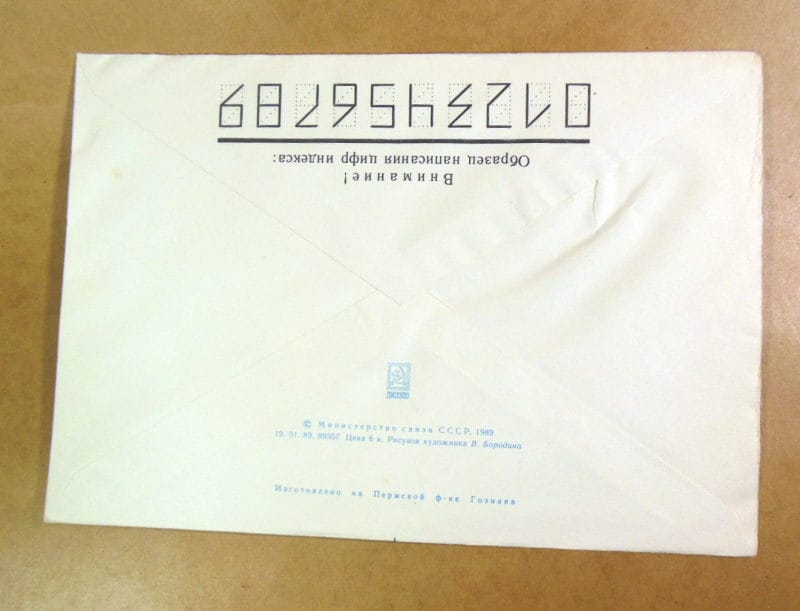 Внимание!
Образец написания цифр индекса:
0123456789
© Министерство связи СССР, 1989
19. 01. 89. 89357. Цена 6 к. Рисунок художника В. Бородина
Изготовлено на Пермской ф-ке Гознака